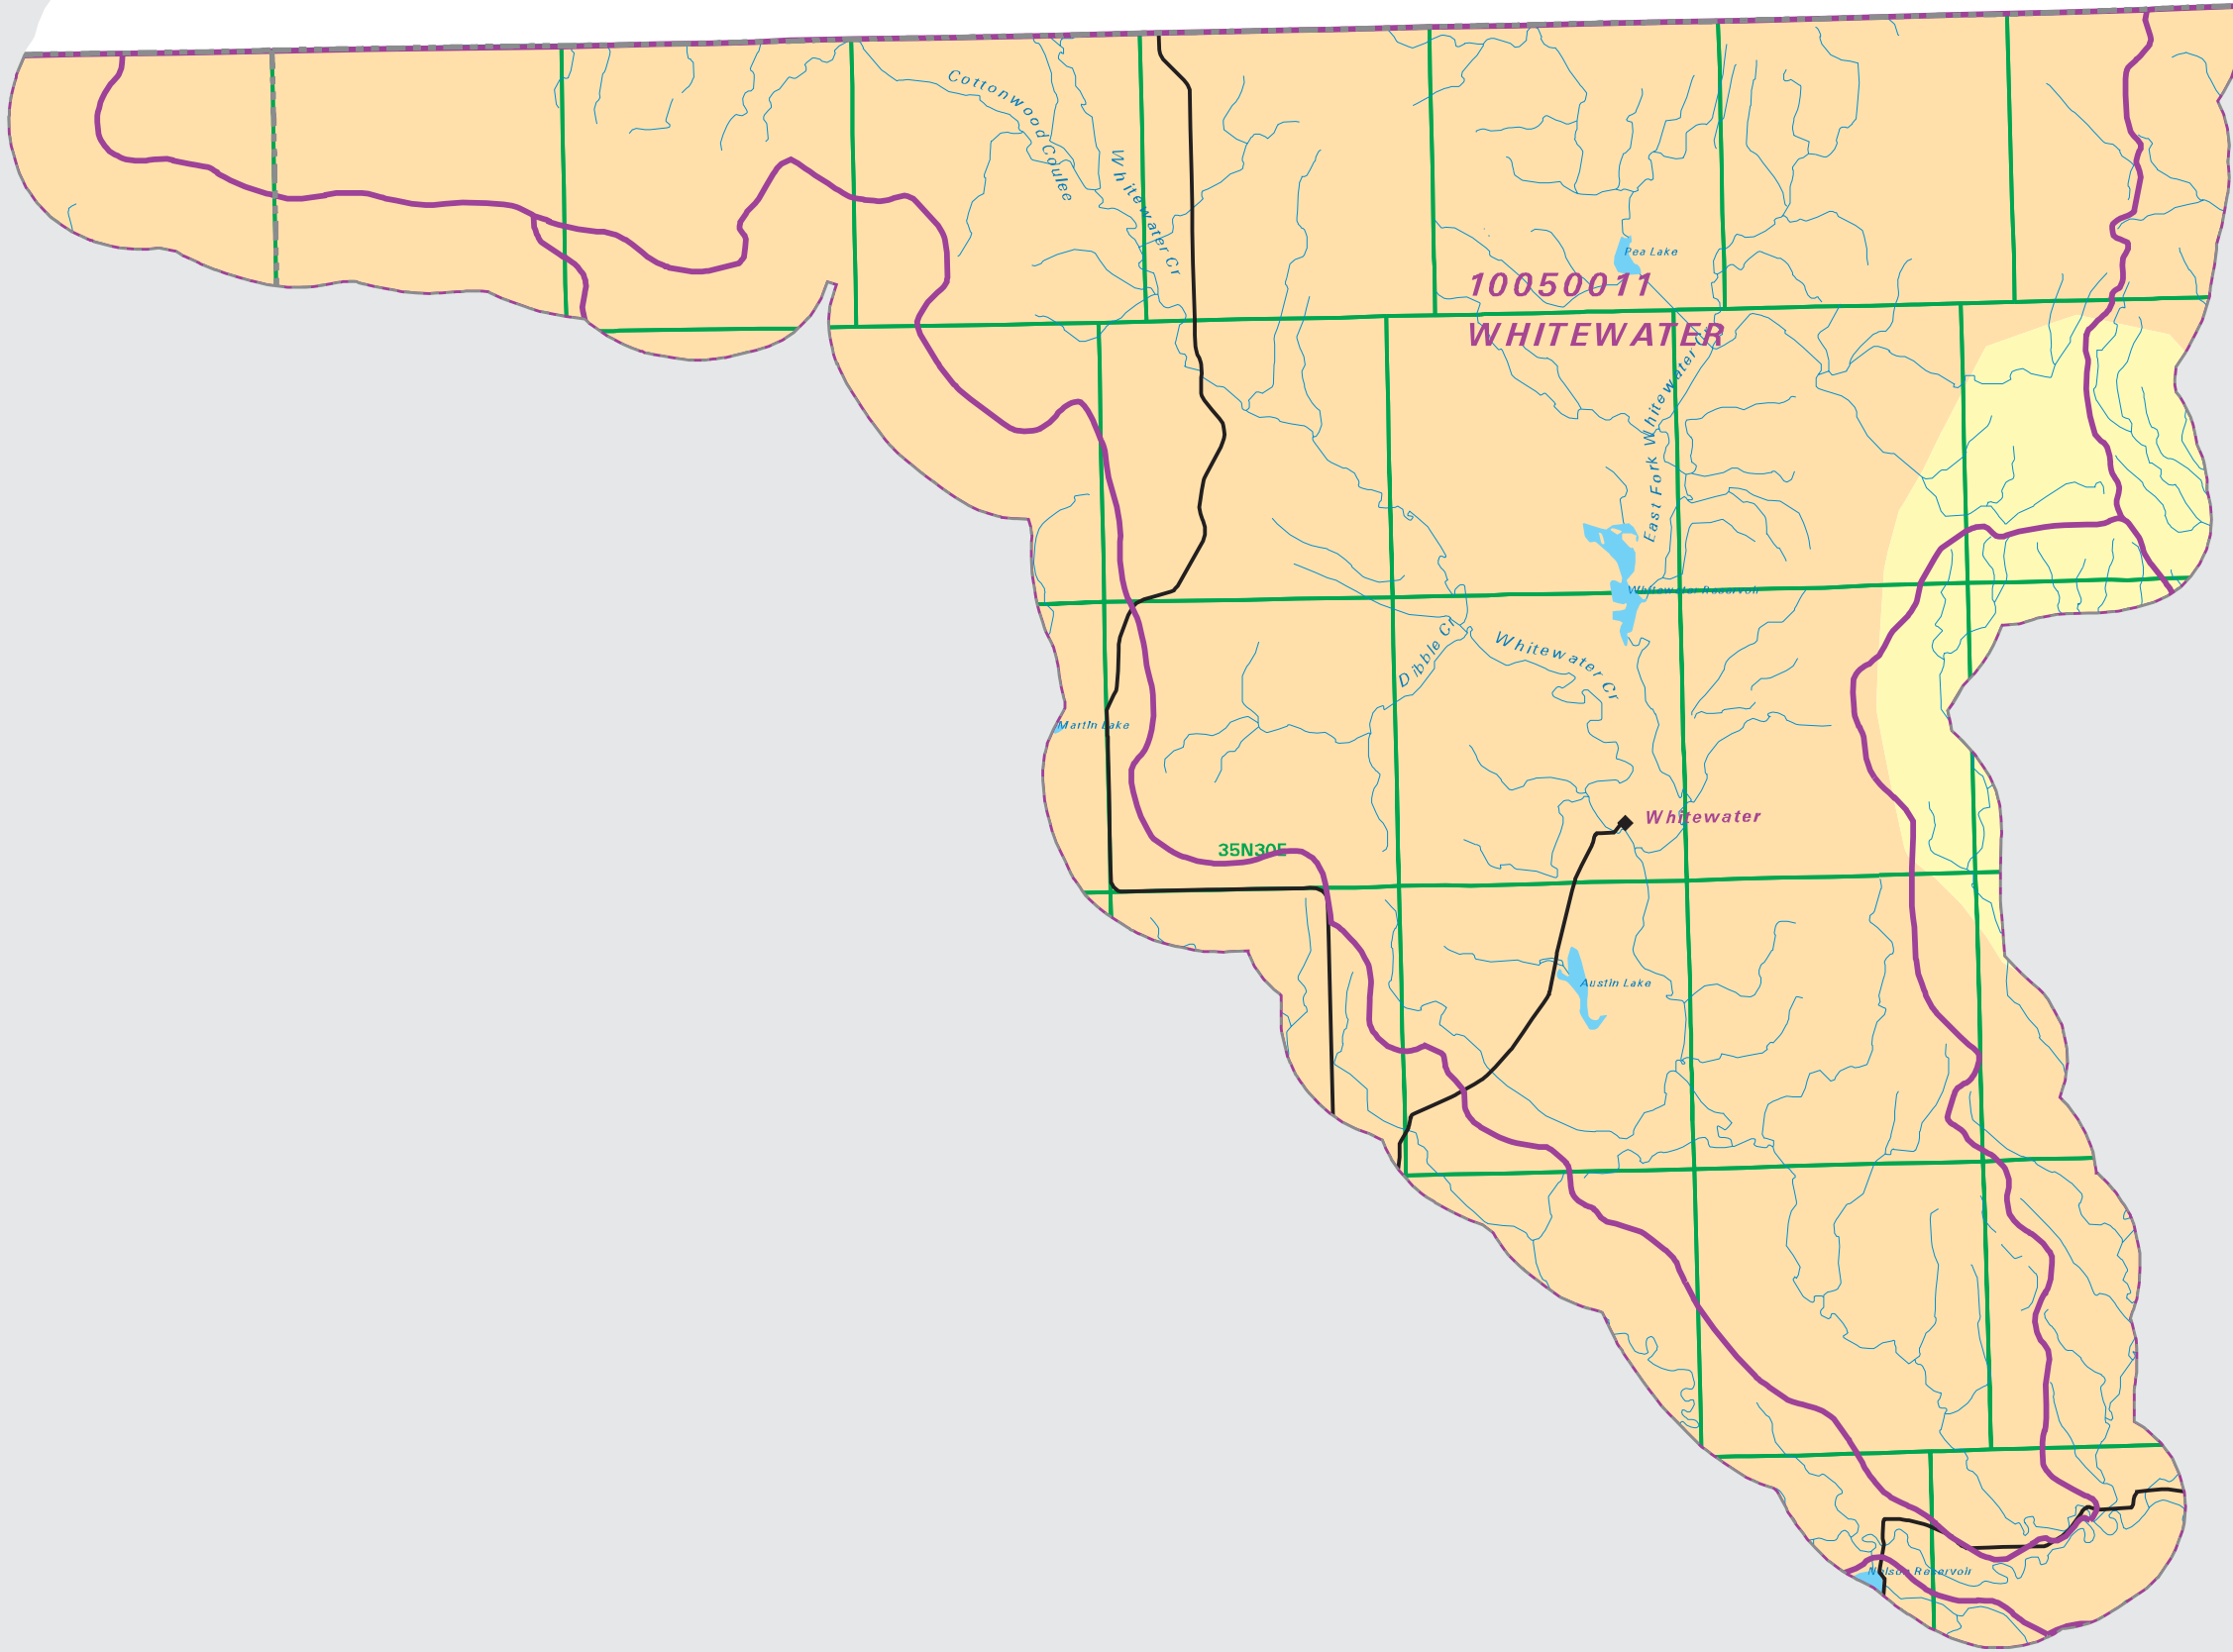 Cottonwood Coulee
Whitewater Cr
Pea Lake
10050011
WHITEWATER
East Fork Whitewater Cr
Whitewater Reservoir
Dibble Cr
Whitewater Cr
Martin Lake
Whitewater
35N30E
Austin Lake
Nelson Reservoir